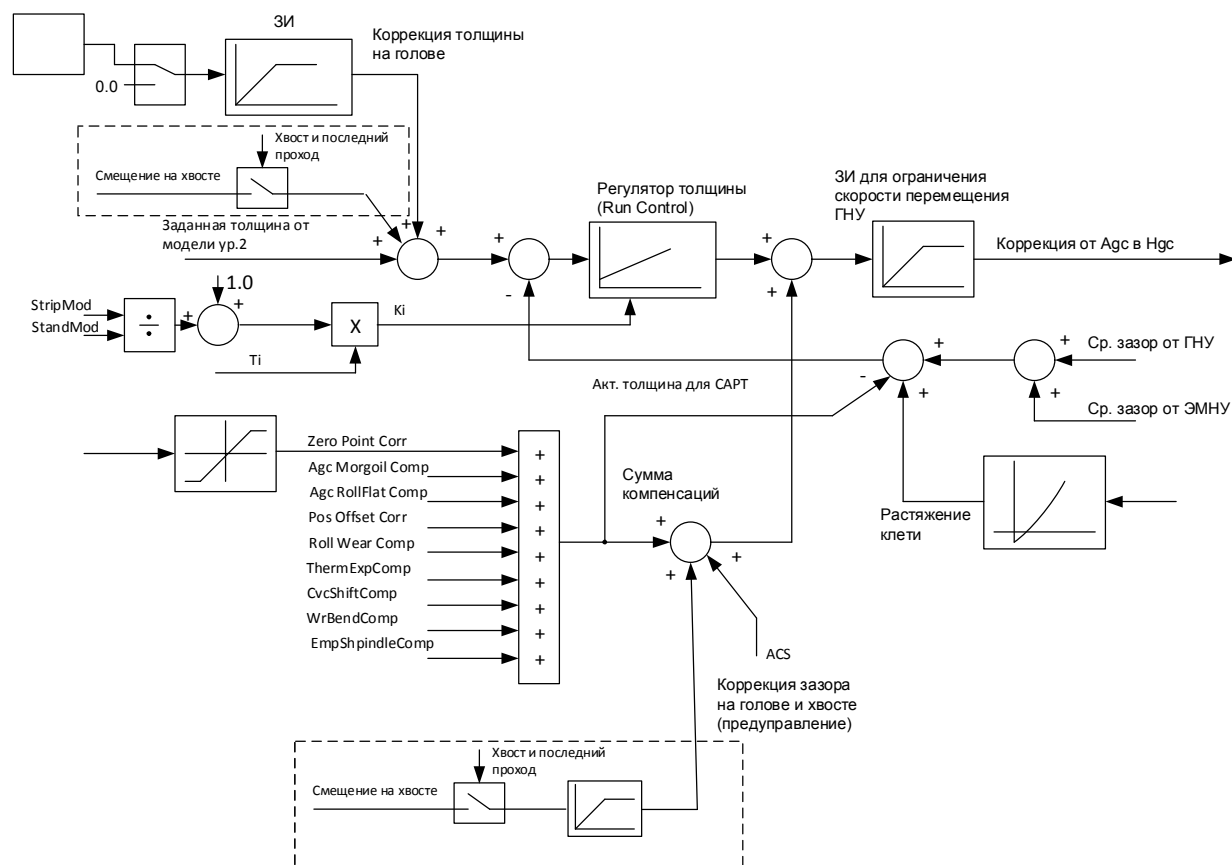 ЗИ
Коррекция толщины
на голове
0.0
Хвост и последний
проход
Смещение на хвосте
Заданная толщина от
модели ур.2
+
+
+
+
-
Регулятор толщины
(Run Control)
+
+
ЗИ для ограничения
скорости перемещения
ГНУ
Коррекция от Agc в Hgc
1.0
StripMod
StandMod
÷
+
+
X
Ki
Ti
Акт. толщина для САРТ
+
-
+
+
+
Ср. зазор от ГНУ
Ср. зазор от ЭМНУ
Растяжение
клети
Zero Point Corr
Agc Morgoil Comp
Agc RollFlat Comp
Pos Offset Corr
Roll Wear Comp
ThermExpComp
CvcShiftComp
WrBendComp
EmpShpindleComp
+
+
+
+
+
+
+
+
+
Сумма
компенсаций
+
+
+
ACS
Коррекция зазора
на голове и хвосте
(предуправление)
Хвост и последний
проход
Смещение на хвосте